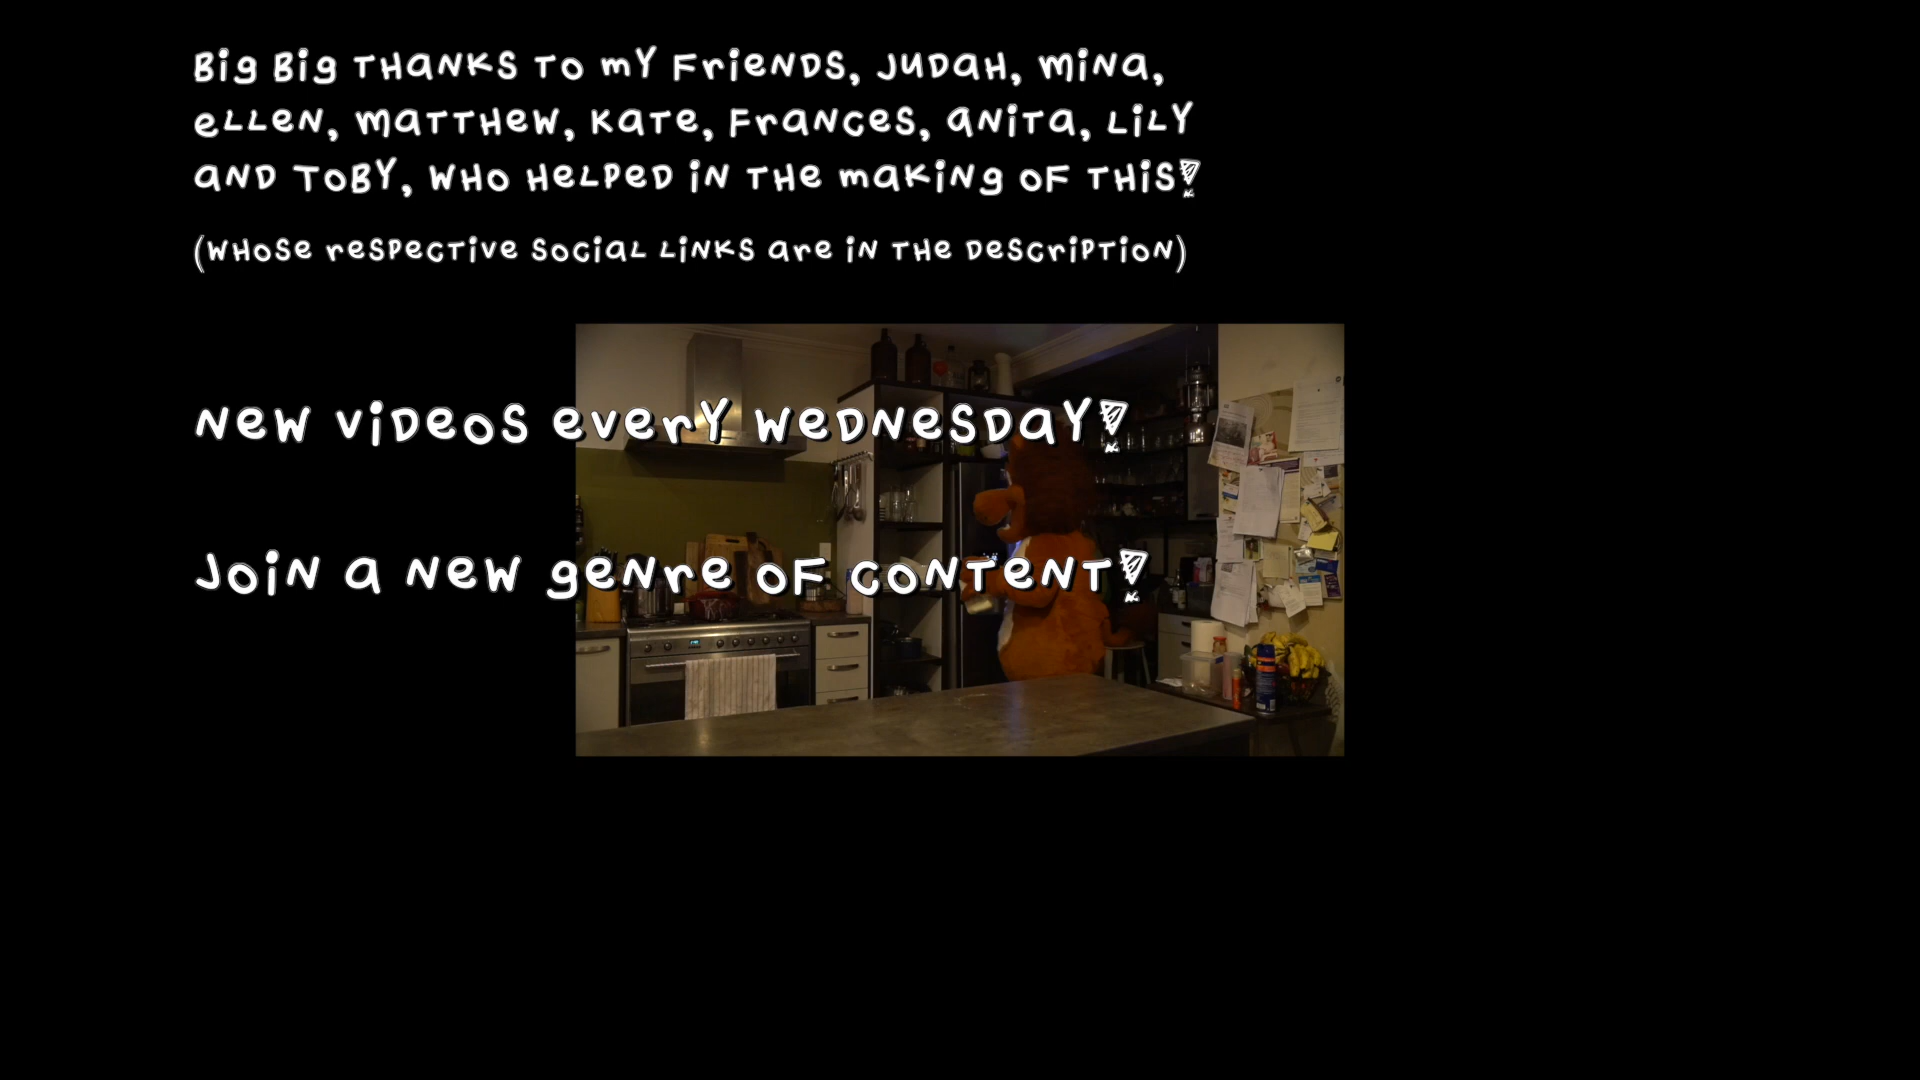 Big Big THANKS TO mY FriENDS, JUDAH, miNa,
eLLeN, maTTHeW, KaTe, FraNCeS, aNiTa, LiLY
aND TOBY, WHO HeLPeD iN THe maKiNg OF THiS!
(WHOSe reSPeCTive SOCiaL LiNKS are iN THe DeSCriPTiON)
NeW ViDeOS everY WeDNeSDaY!
JOiN a NeW geNre OF CONTeNT!